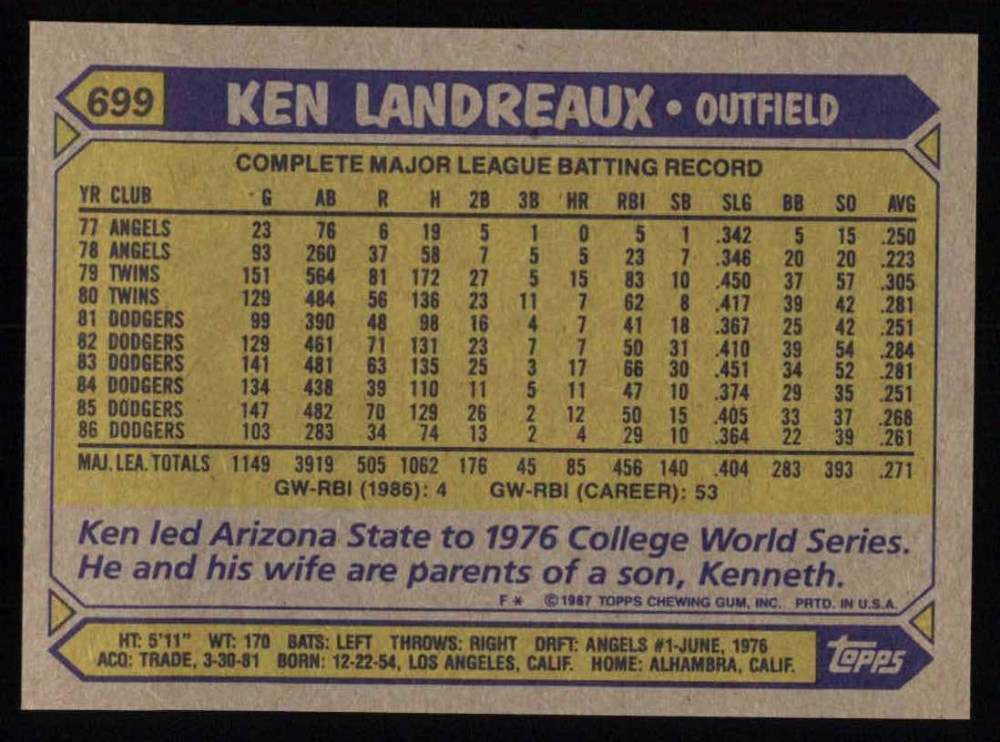 699 KEN LANDREAUX • OUTFIELD
COMPLETE MAJOR LEAGUE BATTING RECORD
YR CLUB G AB R H 2B 3B HR RBI SB SLG BB SO AVG
77 ANGELS 23 76 6 19 5 1 0 5 1 .342 5 15 .250
78 ANGELS 93 260 37 58 7 5 5 23 7 .346 20 20 .223
79 TWINS 151 564 81 172 27 5 15 83 10 .450 37 57 .305
80 TWINS 129 484 56 136 23 11 7 62 8 .417 39 42 .281
81 DODGERS 99 390 48 98 16 4 7 41 18 .367 25 42 .251
82 DODGERS 129 461 71 131 23 7 7 50 31 .410 39 54 .284
83 DODGERS 141 481 63 135 25 3 17 66 30 .451 34 52 .281
84 DODGERS 134 438 39 110 11 5 11 47 10 .374 29 35 .251
85 DODGERS 147 482 70 129 26 2 12 50 15 .405 33 37 .268
86 DODGERS 103 283 34 74 13 2 4 29 10 .364 22 39 .261
MAJ. LEA. TOTALS 1149 3919 505 1062 176 45 85 456 140 .404 283 393 .271
GW-RBI (1986): 4 GW-RBI (CAREER): 53
Ken led Arizona State to 1976 College World Series.
He and his wife are parents of a son, Kenneth.
F* ©1987 TOPPS CHEWING GUM, INC. PRTD. IN U.S.A.
HT: 5'11" WT: 170 BATS: LEFT THROWS: RIGHT DRFT: ANGELS #1-JUNE, 1976
ACQ: TRADE, 3-30-81 BORN: 12-22-54, LOS ANGELES, CALIF. HOME: ALHAMBRA, CALIF.
topps